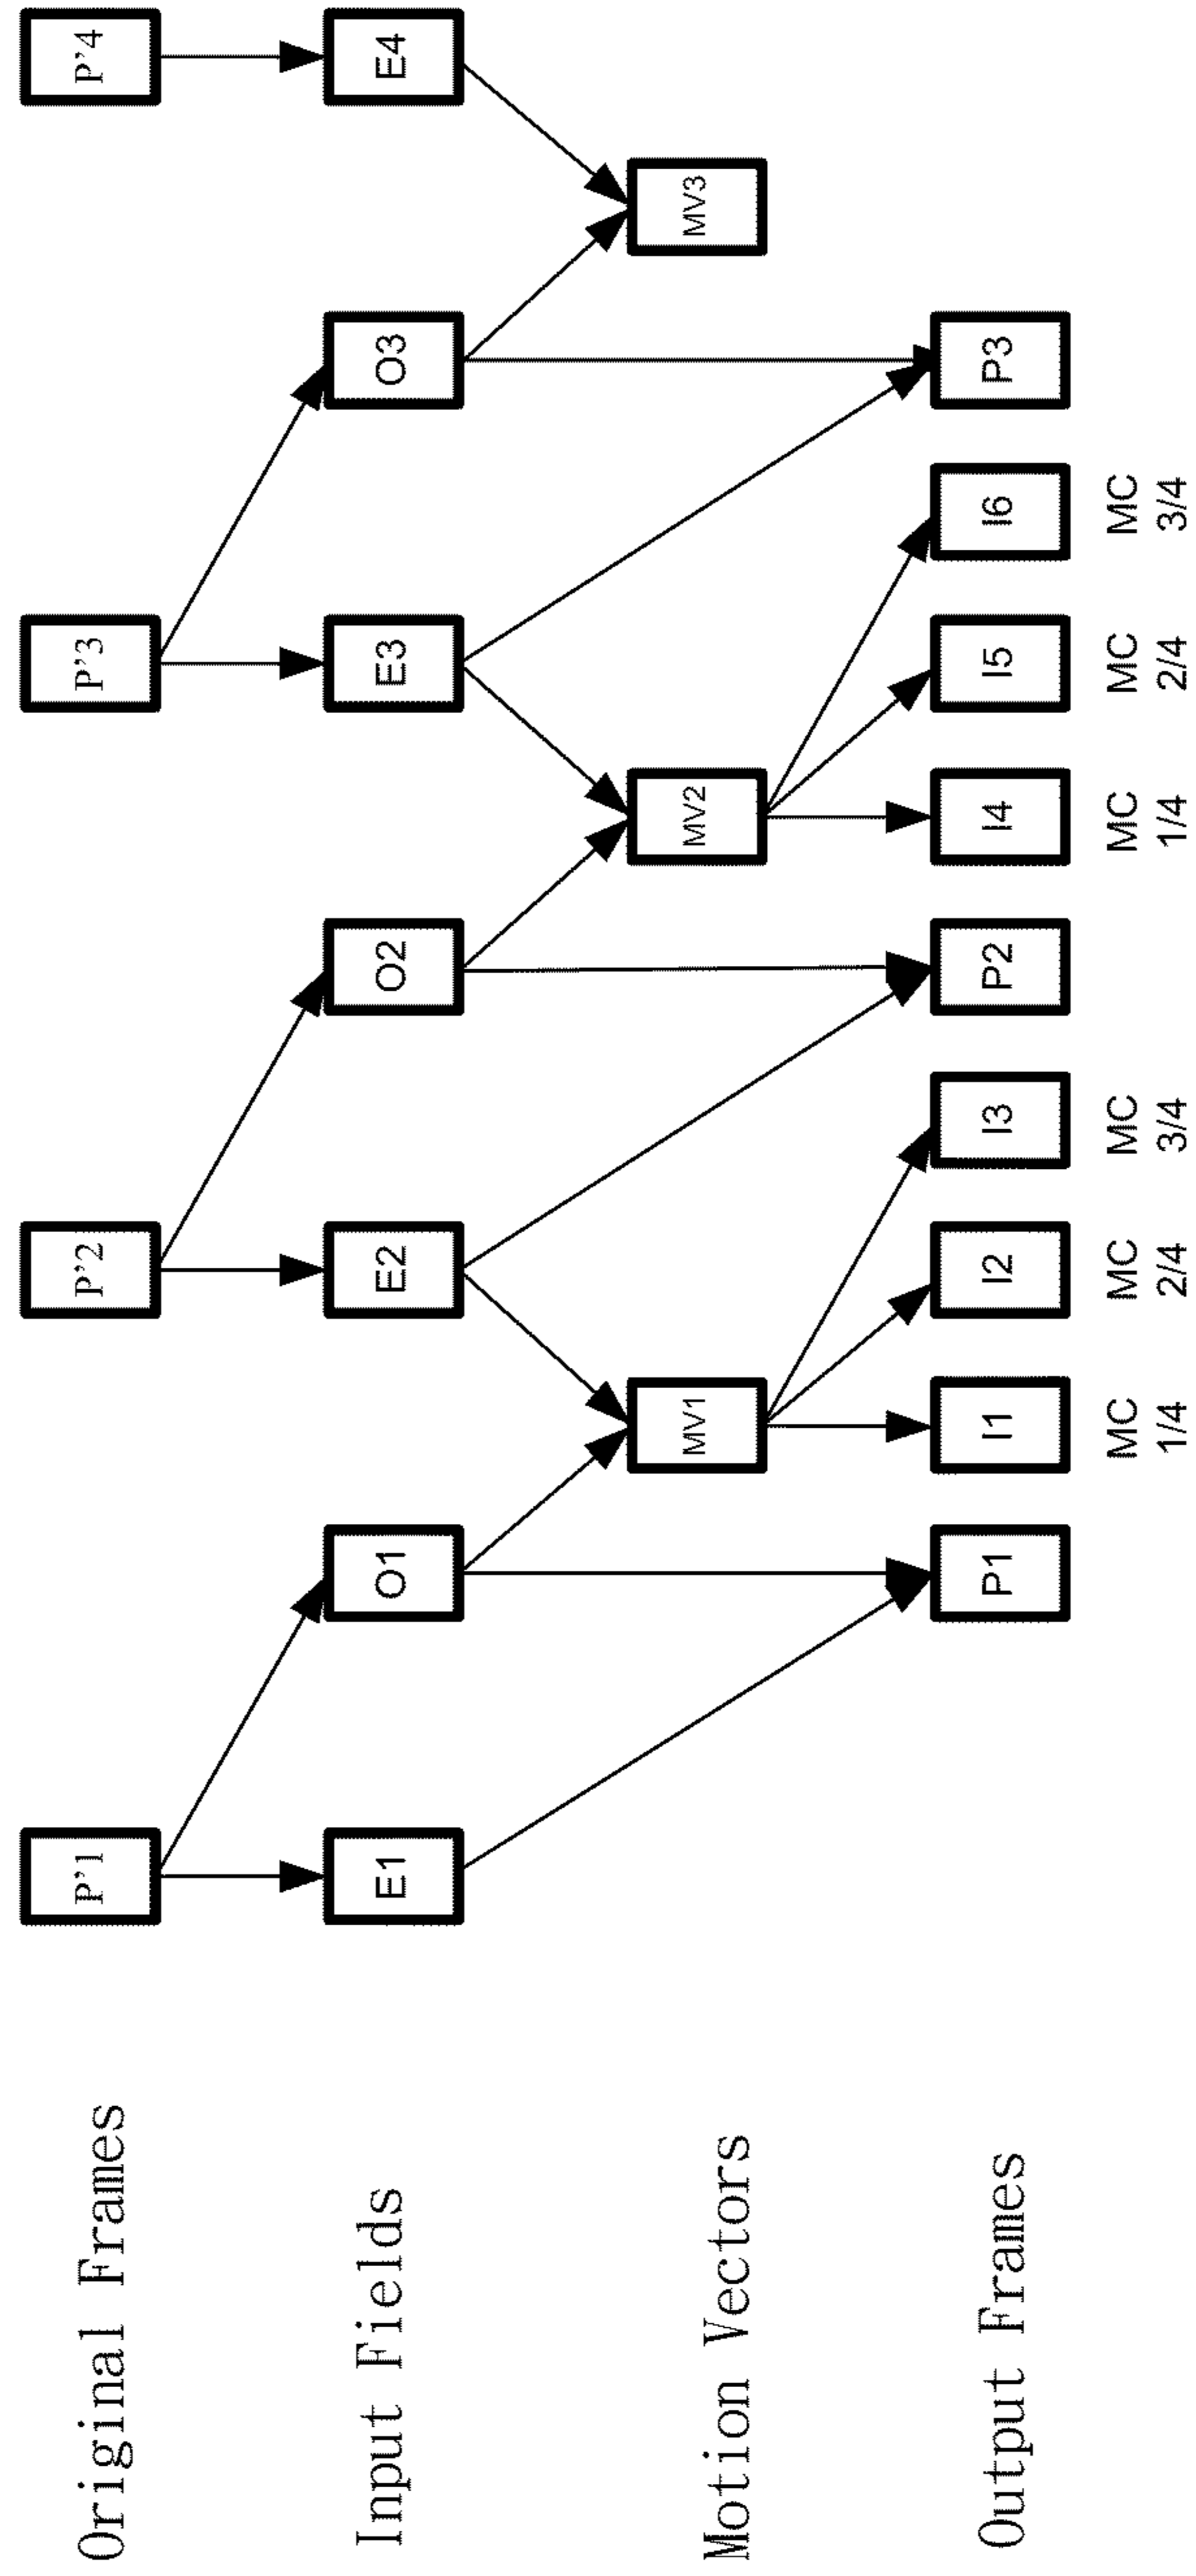 Original Frames
P'1
P'2
P'3
P'4
Input Fields
E1
O1
E2
O2
E3
O3
E4
Motion Vectors
MV1
MV2
MV3
Output Frames
P1
I1
I2
I3
P2
I4
I5
I6
P3
MC
1/4
MC
2/4
MC
3/4
MC
1/4
MC
2/4
MC
3/4